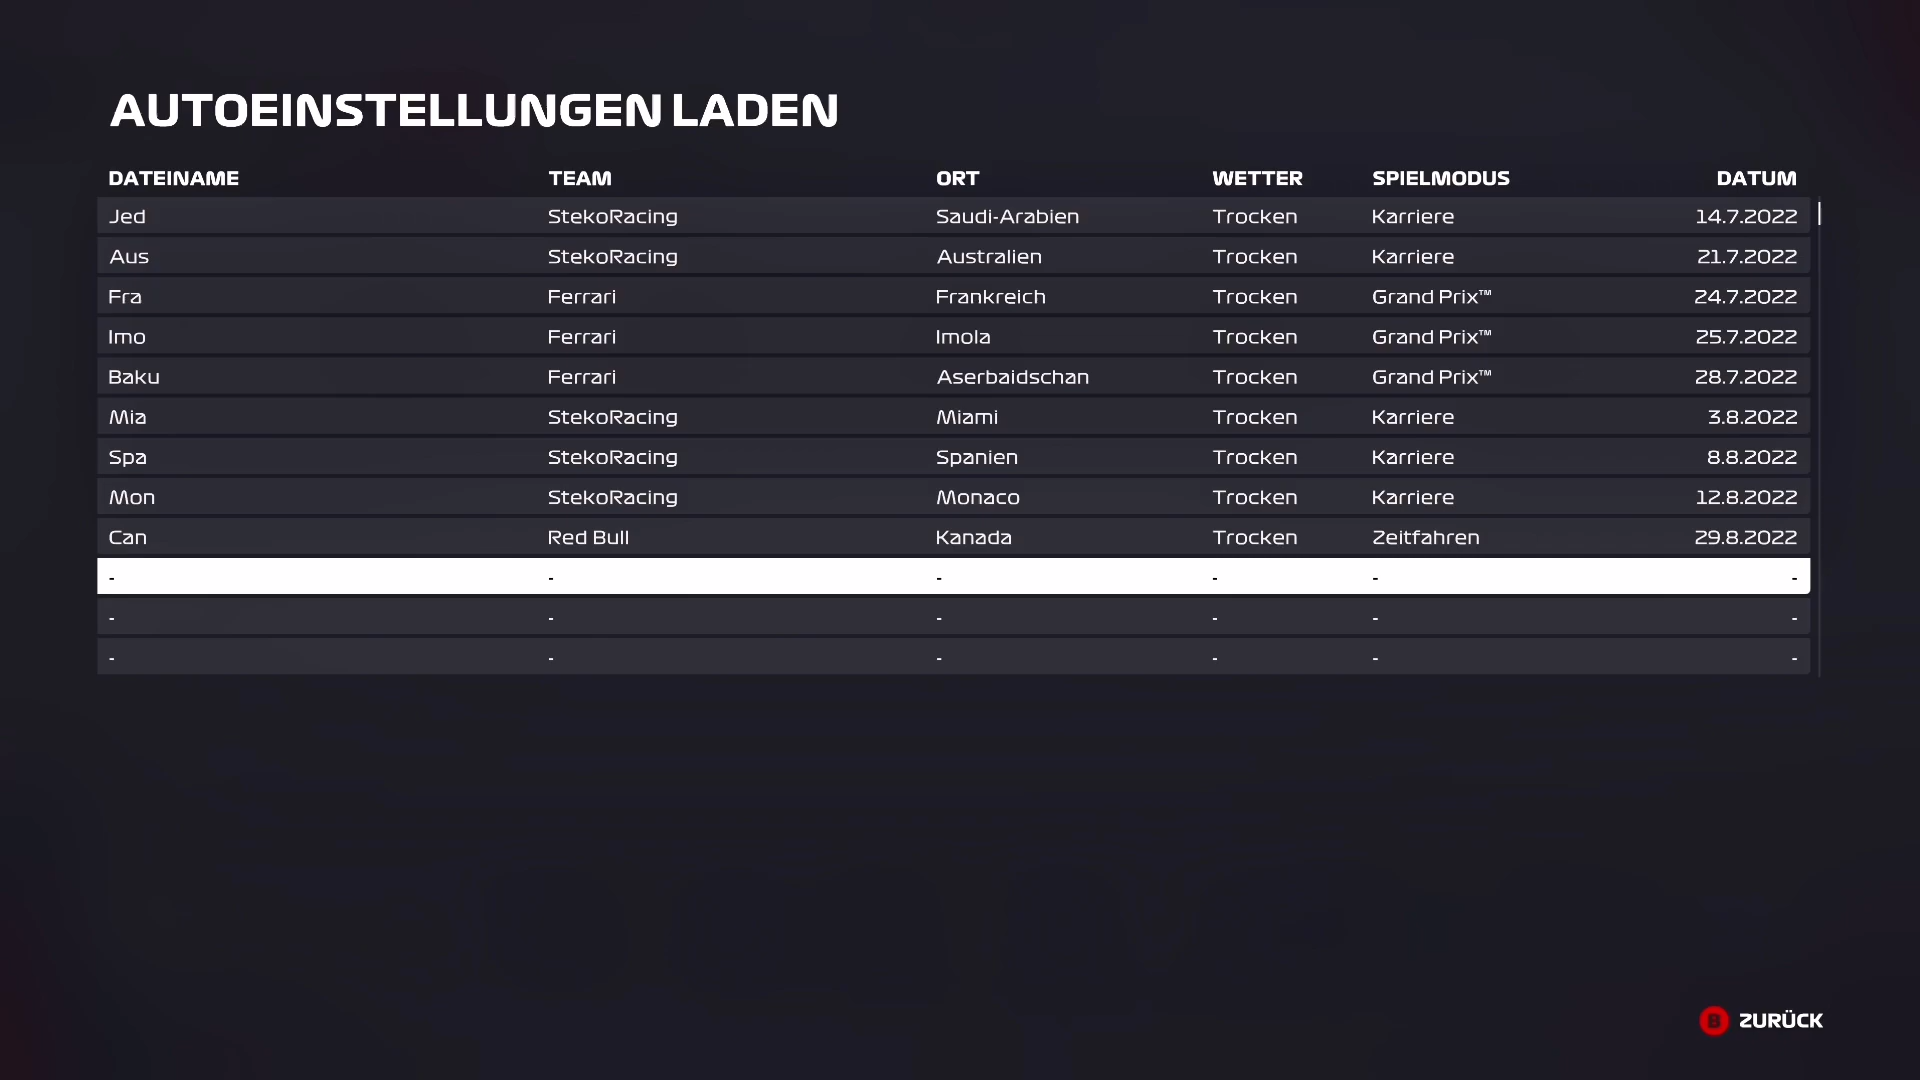 AUTOEINSTELLUNGEN LADEN
DATEINAME TEAM ORT WETTER SPIELMODUS DATUM
Jed StekoRacing Saudi-Arabien Trocken Karriere 14.7.2022
Aus StekoRacing Australien Trocken Karriere 21.7.2022
Fra Ferrari Frankreich Trocken Grand Prix™ 24.7.2022
Imo Ferrari Imola Trocken Grand Prix™ 25.7.2022
Baku Ferrari Aserbaidschan Trocken Grand Prix™ 28.7.2022
Mia StekoRacing Miami Trocken Karriere 3.8.2022
Spa StekoRacing Spanien Trocken Karriere 8.8.2022
Mon StekoRacing Monaco Trocken Karriere 12.8.2022
Can Red Bull Kanada Trocken Zeitfahren 29.8.2022
- - - - - -
- - - - - -
- - - - - -
B ZURÜCK